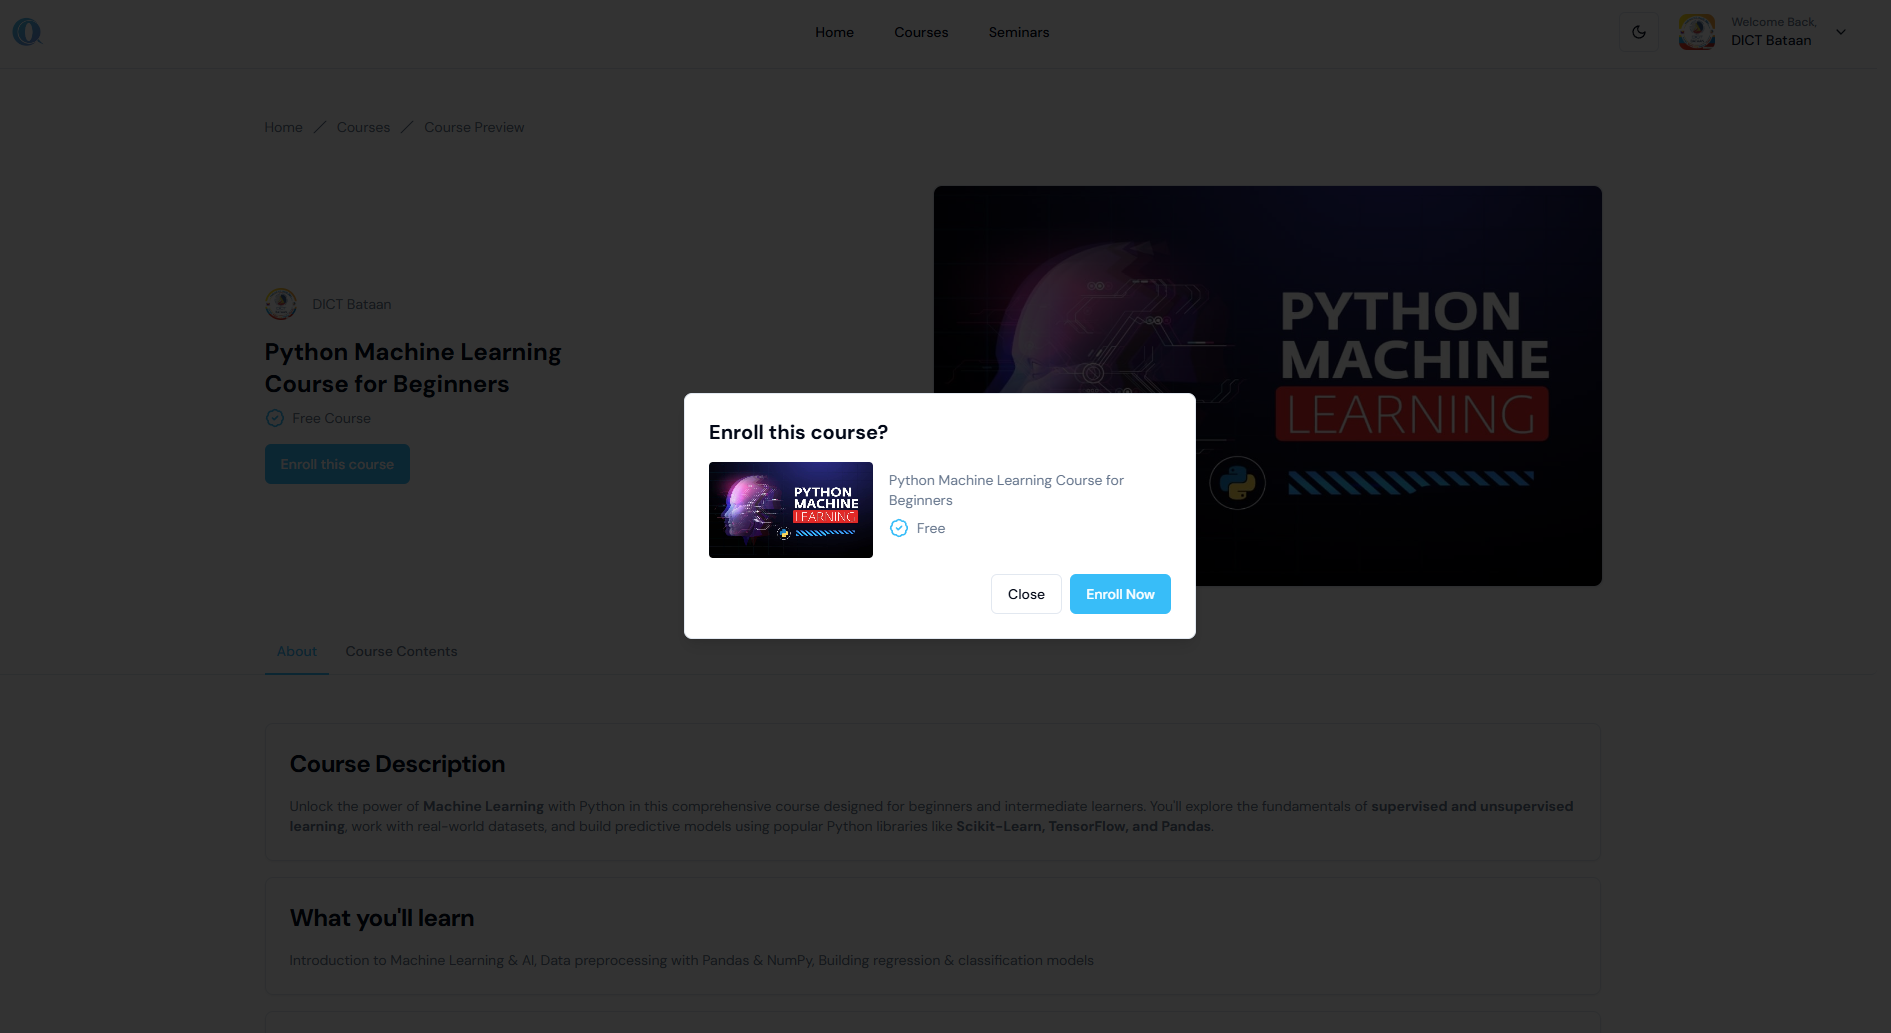 Home
Courses
Seminars
Welcome Back,
DICT Bataan
Home / Courses / Course Preview
DICT Bataan
Python Machine Learning
Course for Beginners
Free Course
Enroll this course
PYTHON
MACHINE
LEARNING
Enroll this course?
PYTHON
MACHINE
LEARNING
Python Machine Learning Course for
Beginners
Free
Close
Enroll Now
About
Course Contents
Course Description
Unlock the power of Machine Learning with Python in this comprehensive course designed for beginners and intermediate learners. You'll explore the fundamentals of supervised and unsupervised
learning, work with real-world datasets, and build predictive models using popular Python libraries like Scikit-Learn, TensorFlow, and Pandas.
What you'll learn
Introduction to Machine Learning & AI, Data preprocessing with Pandas & NumPy, Building regression & classification models